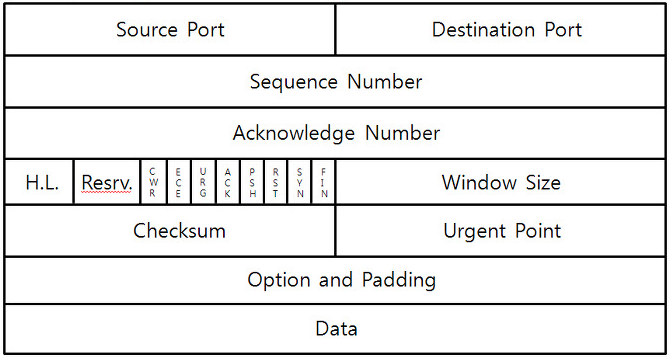 Source Port Destination Port
Sequence Number
Acknowledge Number
H.L. Resrv. CWR ECE URG ACK PSH RST SYN FIN Window Size
Checksum Urgent Point
Option and Padding
Data